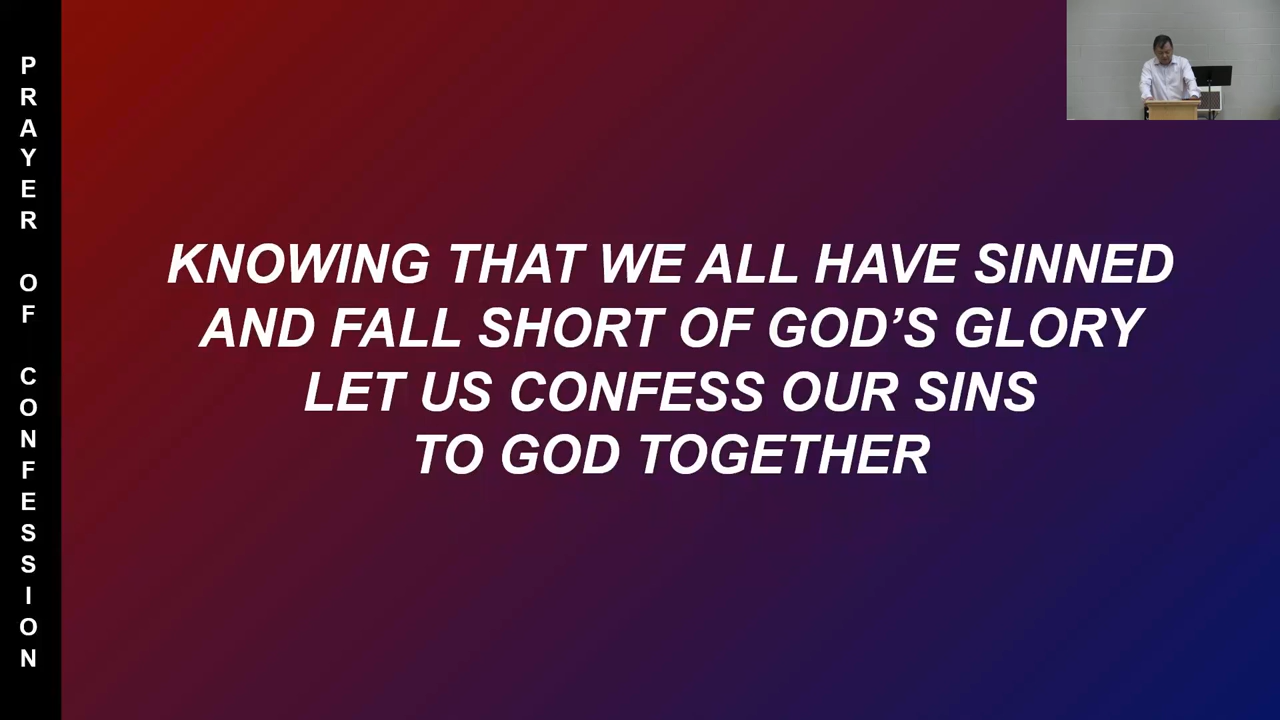 PRAYER OF CONFESSION
KNOWING THAT WE ALL HAVE SINNED
AND FALL SHORT OF GOD’S GLORY
LET US CONFESS OUR SINS
TO GOD TOGETHER